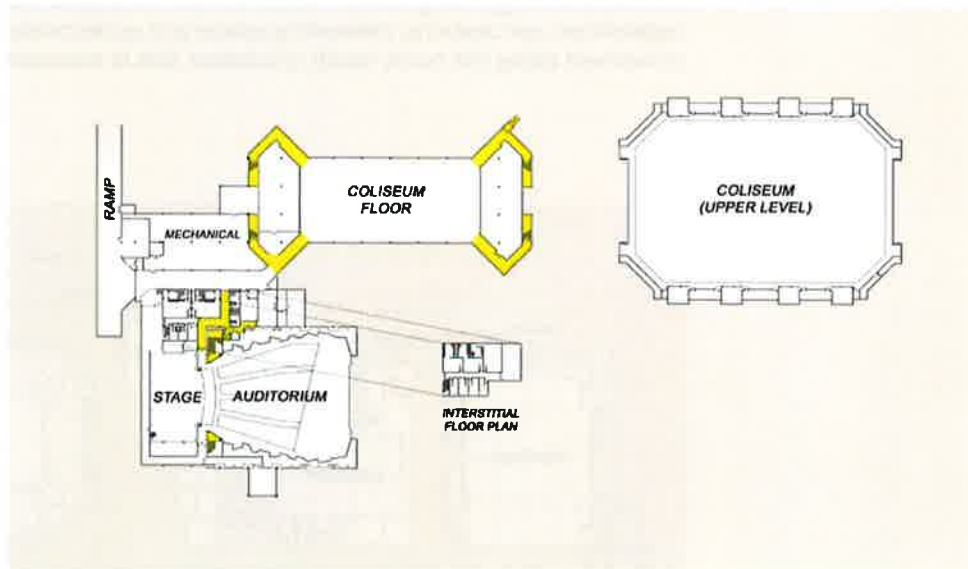 RAMP
COLISEUM
FLOOR
MECHANICAL
COLISEUM
(UPPER LEVEL)
STAGE
AUDITORIUM
INTERSTITIAL
FLOOR PLAN